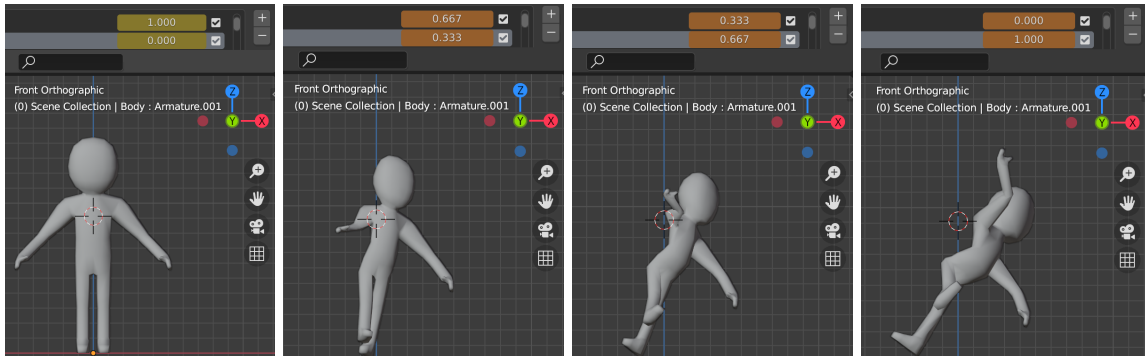 1.000
0.000
Front Orthographic
(0) Scene Collection | Body : Armature.001
Z
Y
X
0.667
0.333
Front Orthographic
(0) Scene Collection | Body : Armature.001
Z
Y
X
0.333
0.667
Front Orthographic
(0) Scene Collection | Body : Armature.001
Z
Y
X
0.000
1.000
Front Orthographic
(0) Scene Collection | Body : Armature.001
Z
Y
X